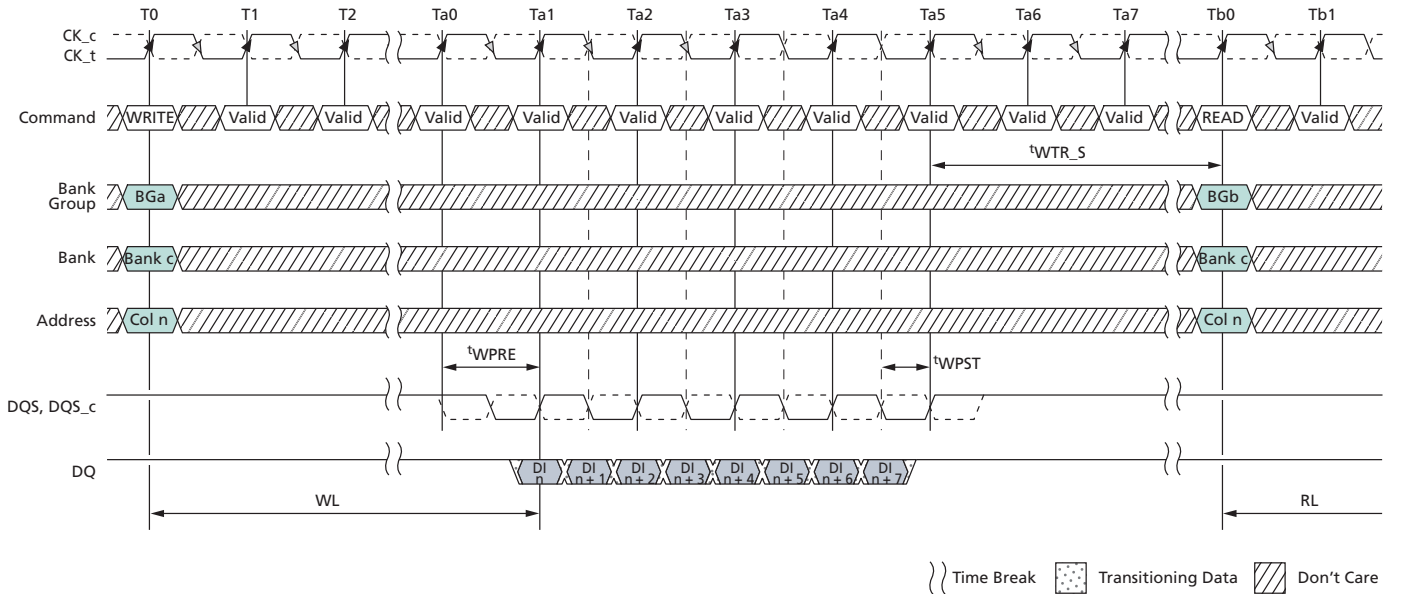 T0 T1 T2 Ta0 Ta1 Ta2 Ta3 Ta4 Ta5 Ta6 Ta7 Tb0 Tb1
CK_c
CK_t
Command WRITE Valid Valid Valid Valid Valid Valid Valid Valid Valid Valid READ Valid
tWTR_S
Bank Group BGa BGb
Bank Bank c Bank c
Address Col n Col n
tWPRE tWPST
DQS, DQS_c
DQ DI n DI n + 1 DI n + 2 DI n + 3 DI n + 4 DI n + 5 DI n + 6 DI n + 7
WL RL
Time Break Transitioning Data Don't Care